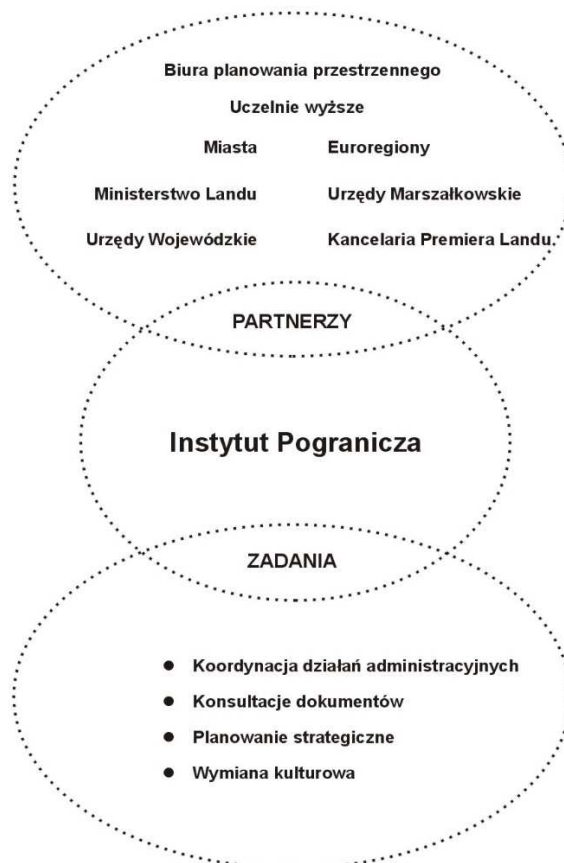 Biura planowania przestrzennego
Uczelnie wyższe
Miasta Euroregiony
Ministerstwo Landu Urzędy Marszałkowskie
Urzędy Wojewódzkie Kancelaria Premiera Landu.
PARTNERZY
Instytut Pogranicza
ZADANIA
● Koordynacja działań administracyjnych
● Konsultacje dokumentów
● Planowanie strategiczne
● Wymiana kulturowa